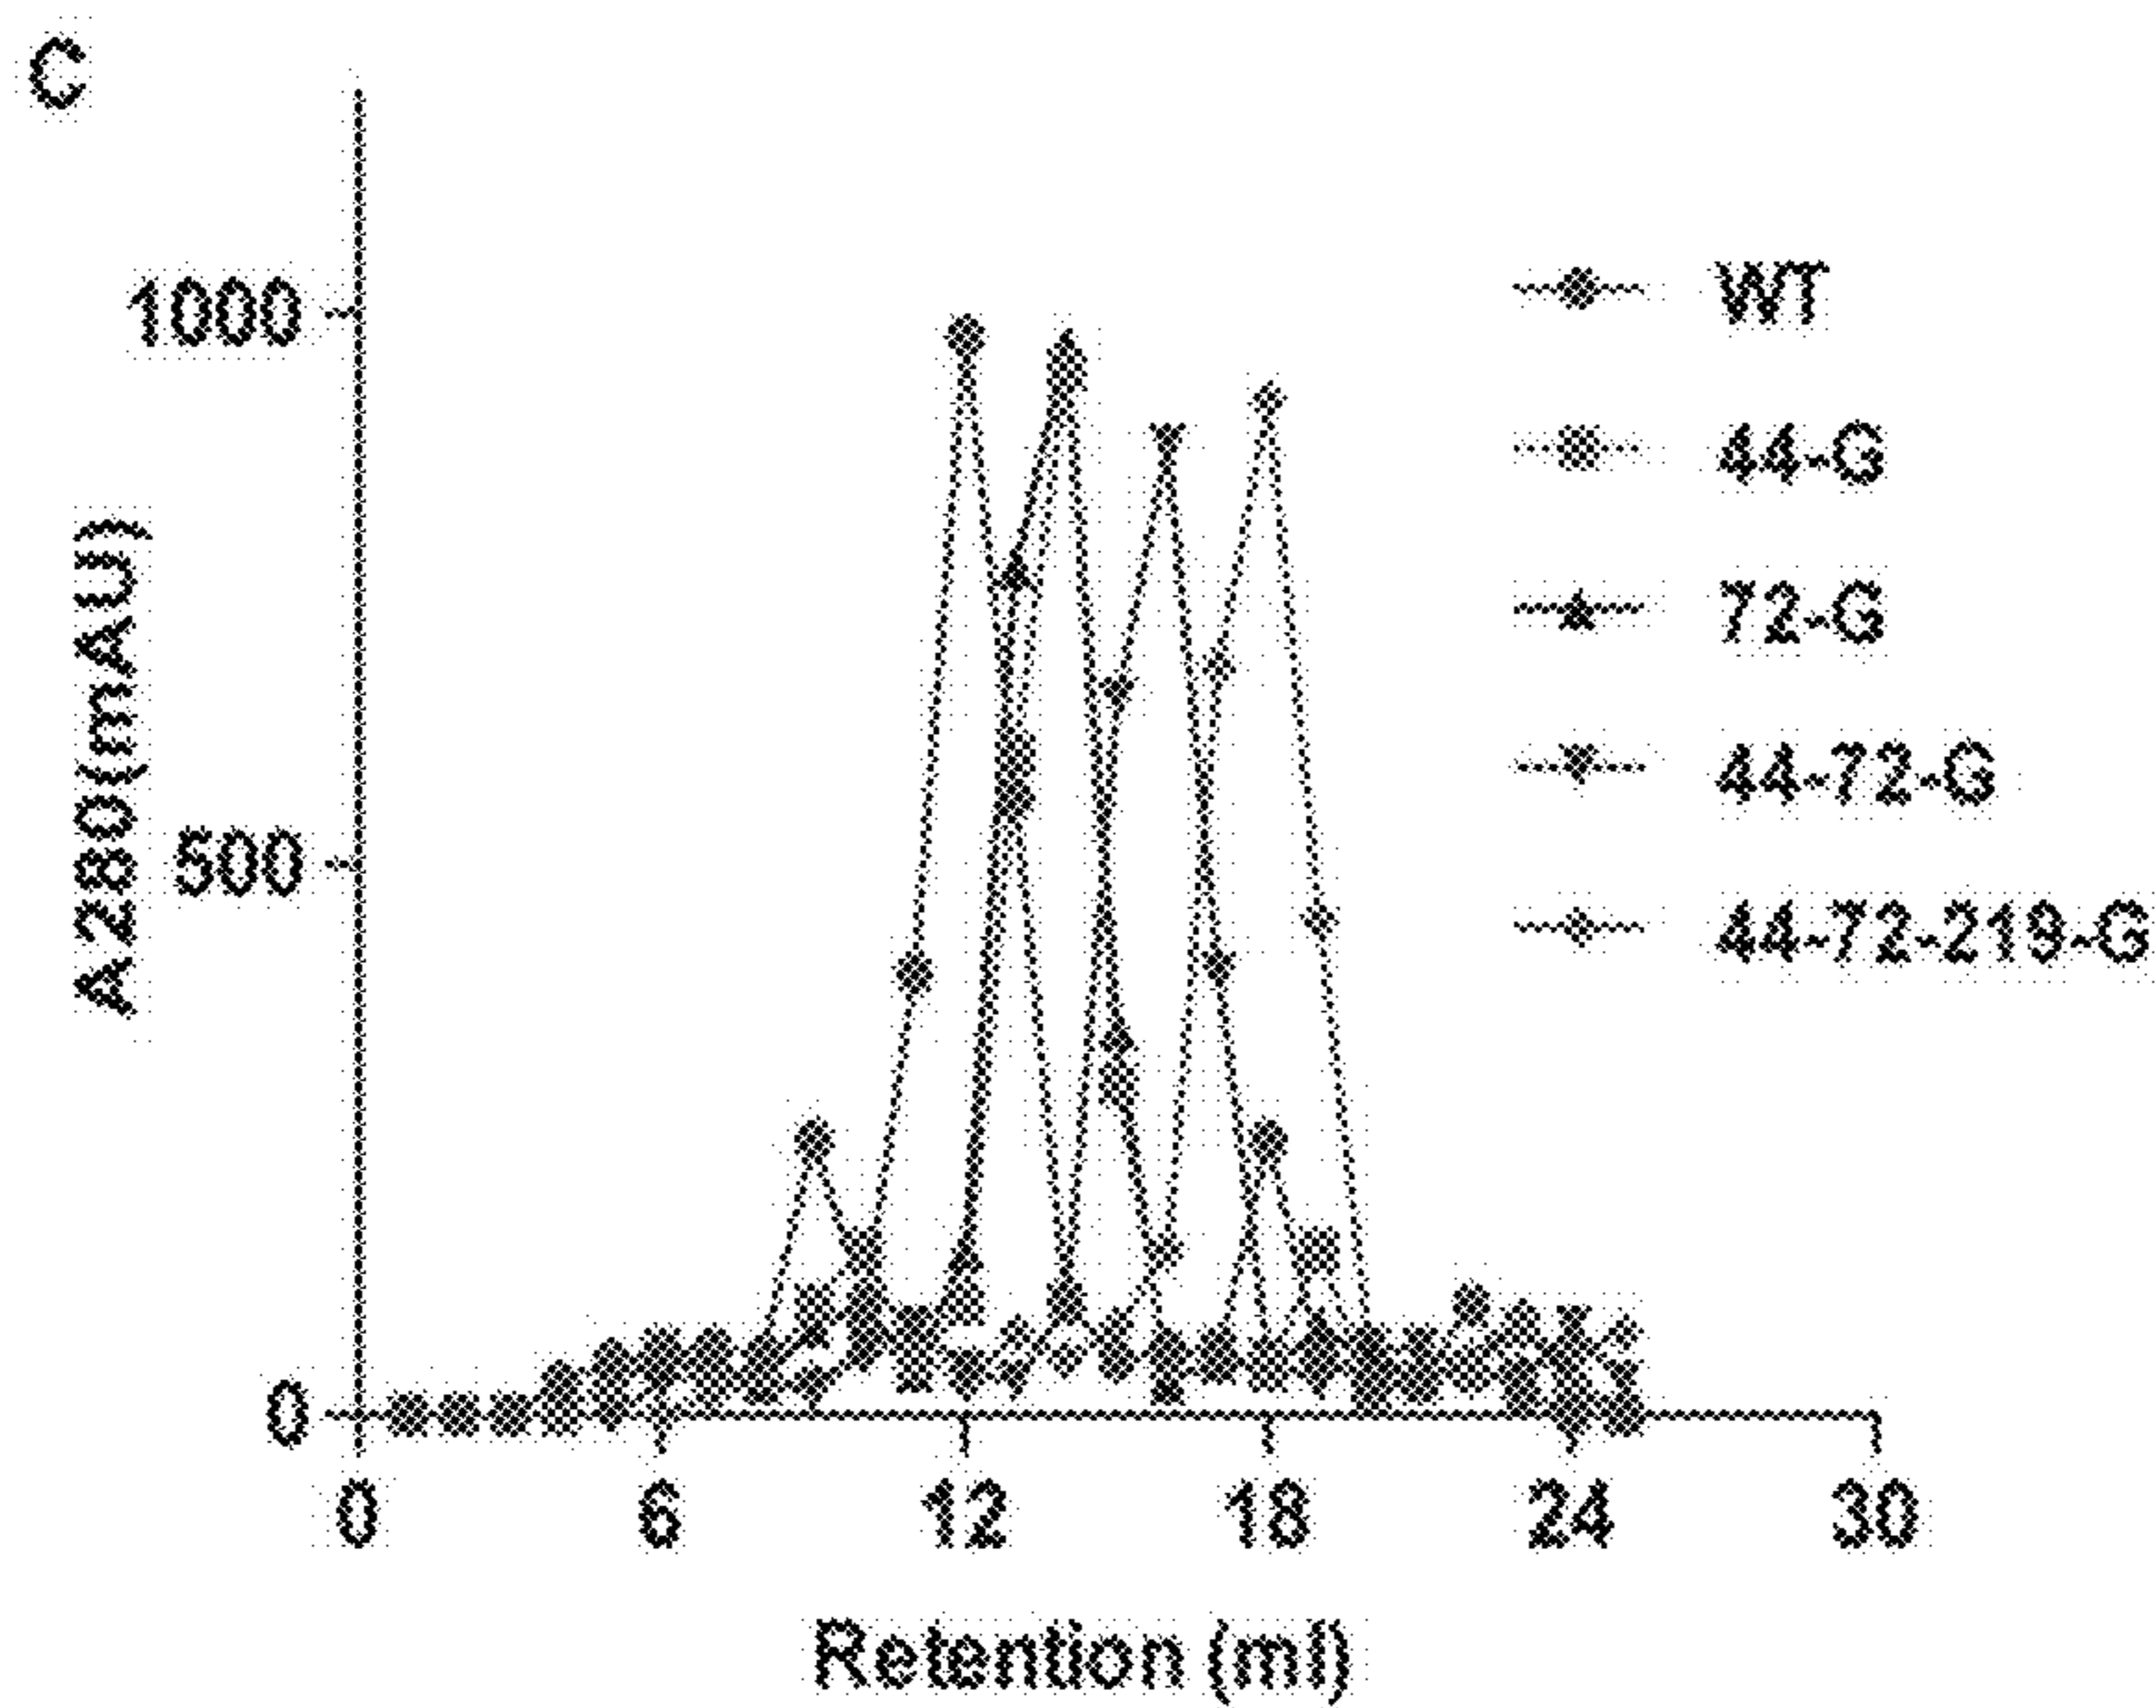 C
1000
500
0
A280(mAU)
0 6 12 18 24 30
Retention (ml)
WT
44-G
72-G
44-72-G
44-72-219-G